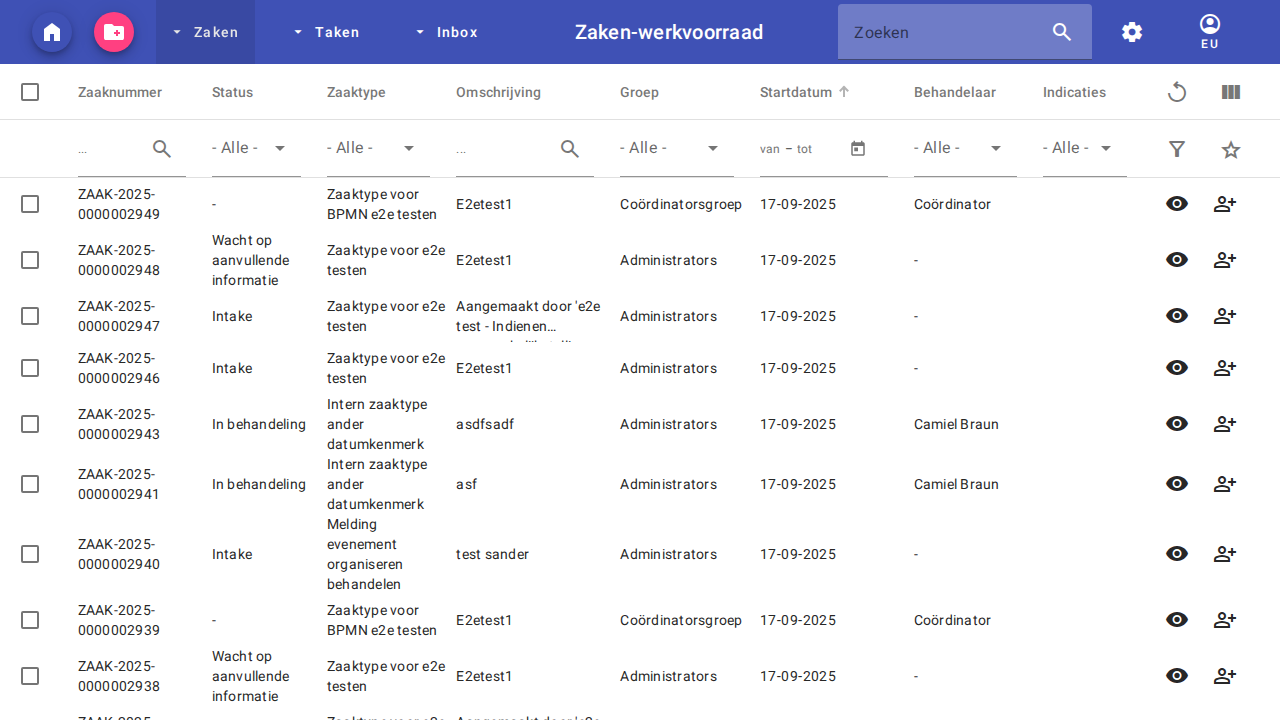 Zaken
Taken
Inbox
Zaken-werkvoorraad
Zoeken
EU
Zaaknummer Status Zaaktype Omschrijving Groep Startdatum Behandelaar Indicaties
... - Alle - - Alle - ... - Alle - van – tot - Alle - - Alle -
ZAAK-2025-
0000002949
-
Zaaktype voor
BPMN e2e testen
E2etest1
Coördinatorsgroep
17-09-2025
Coördinator
ZAAK-2025-
0000002948
Wacht op
aanvullende
informatie
Zaaktype voor e2e
testen
E2etest1
Administrators
17-09-2025
-
ZAAK-2025-
0000002947
Intake
Zaaktype voor e2e
testen
Aangemaakt door 'e2e
test - Indienen...
Administrators
17-09-2025
-
ZAAK-2025-
0000002946
Intake
Zaaktype voor e2e
testen
E2etest1
Administrators
17-09-2025
-
ZAAK-2025-
0000002943
In behandeling
Intern zaaktype
ander
datumkenmerk
asdfsadf
Administrators
17-09-2025
Camiel Braun
ZAAK-2025-
0000002941
In behandeling
Intern zaaktype
ander
datumkenmerk
asf
Administrators
17-09-2025
Camiel Braun
ZAAK-2025-
0000002940
Intake
Melding
evenement
organiseren
behandelen
test sander
Administrators
17-09-2025
-
ZAAK-2025-
0000002939
-
Zaaktype voor
BPMN e2e testen
E2etest1
Coördinatorsgroep
17-09-2025
Coördinator
ZAAK-2025-
0000002938
Wacht op
aanvullende
informatie
Zaaktype voor e2e
testen
E2etest1
Administrators
17-09-2025
-